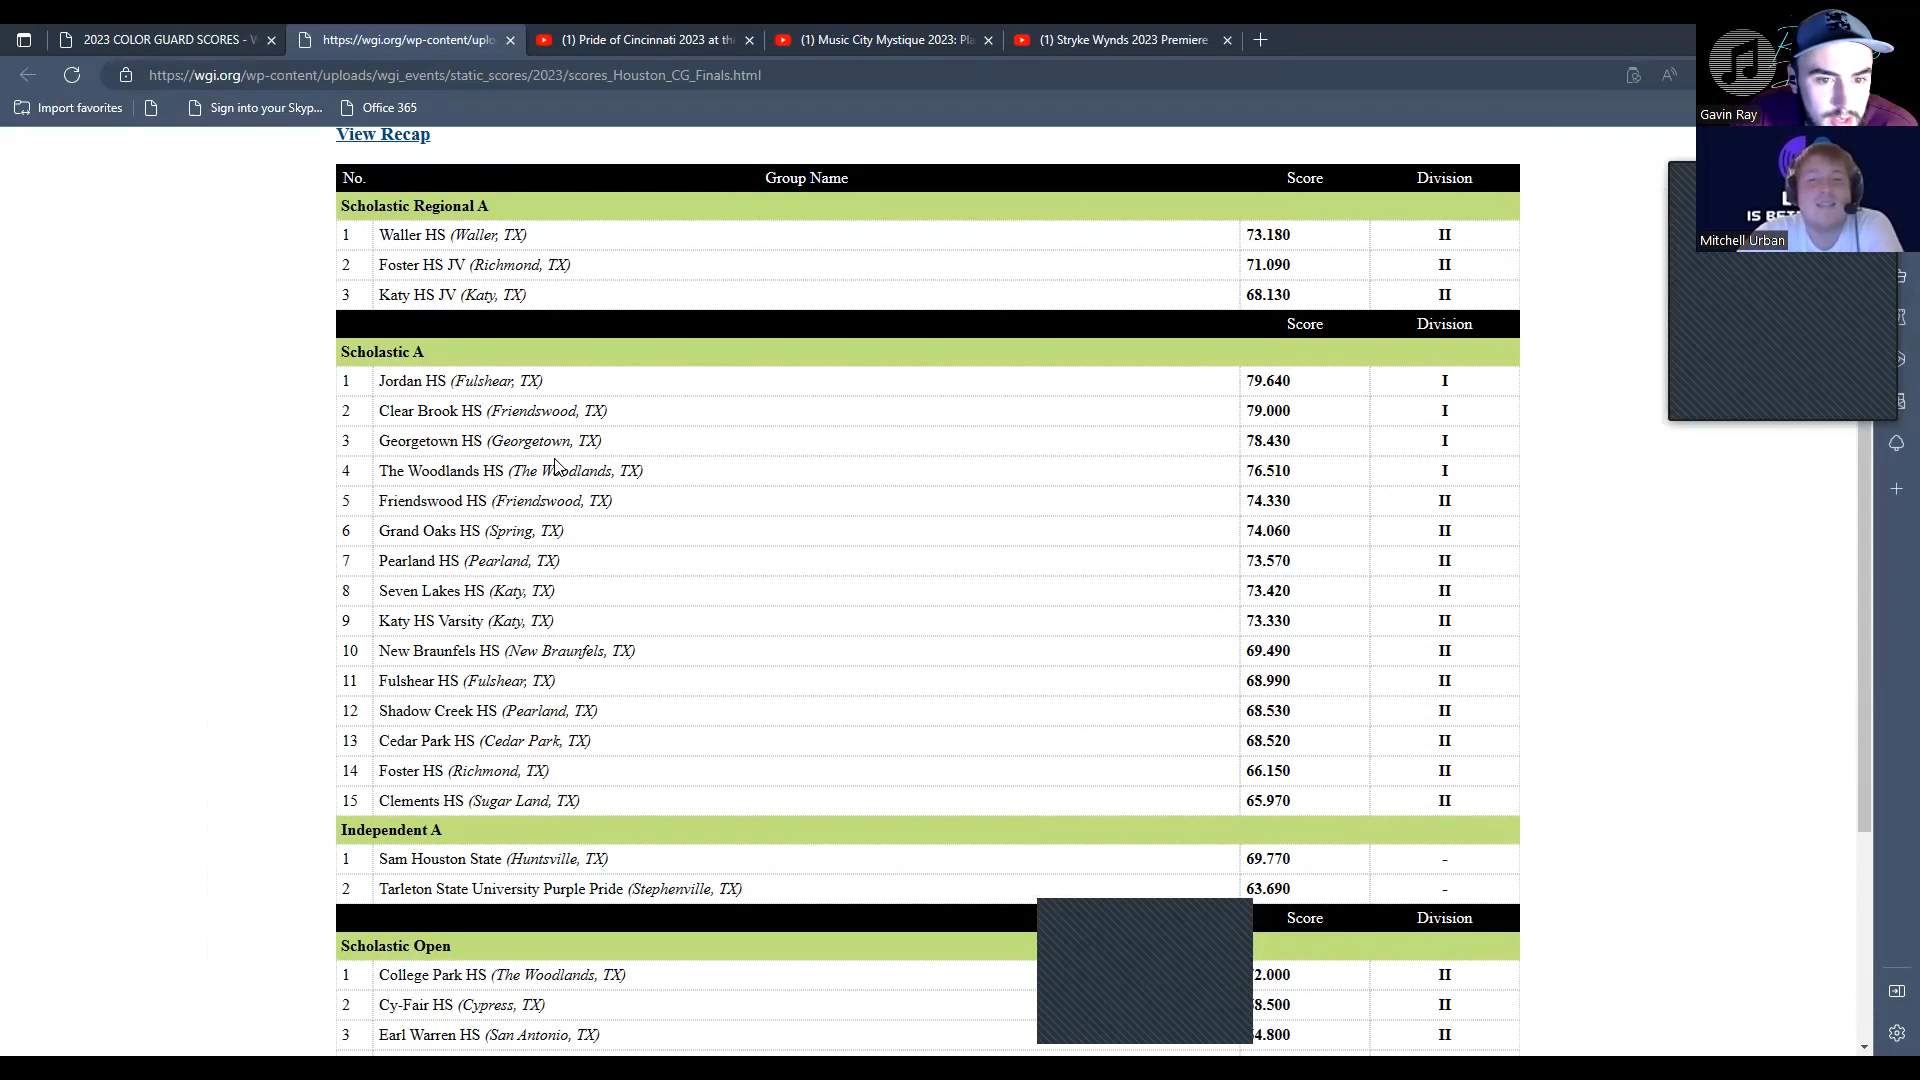 2023 COLOR GUARD SCORES -
https://wgi.org/wp-content/uplo
(1) Pride of Cincinnati 2023 at the
(1) Music City Mystique 2023: Pla
(1) Stryke Wynds 2023 Premiere
https://wgi.org/wp-content/uploads/wgi_events/static_scores/2023/scores_Houston_CG_Finals.html
Import favorites
Sign into your Skyp...
Office 365
Gavin Ray
IS BET
Mitchell Urban
View Recap
No. Group Name Score Division
Scholastic Regional A
1 Waller HS (Waller, TX) 73.180 II
2 Foster HS JV (Richmond, TX) 71.090 II
3 Katy HS JV (Katy, TX) 68.130 II
Score Division
Scholastic A
1 Jordan HS (Fulshear, TX) 79.640 I
2 Clear Brook HS (Friendswood, TX) 79.000 I
3 Georgetown HS (Georgetown, TX) 78.430 I
4 The Woodlands HS (The Woodlands, TX) 76.510 I
5 Friendswood HS (Friendswood, TX) 74.330 II
6 Grand Oaks HS (Spring, TX) 74.060 II
7 Pearland HS (Pearland, TX) 73.570 II
8 Seven Lakes HS (Katy, TX) 73.420 II
9 Katy HS Varsity (Katy, TX) 73.330 II
10 New Braunfels HS (New Braunfels, TX) 69.490 II
11 Fulshear HS (Fulshear, TX) 68.990 II
12 Shadow Creek HS (Pearland, TX) 68.530 II
13 Cedar Park HS (Cedar Park, TX) 68.520 II
14 Foster HS (Richmond, TX) 66.150 II
15 Clements HS (Sugar Land, TX) 65.970 II
Independent A
1 Sam Houston State (Huntsville, TX) 69.770 -
2 Tarleton State University Purple Pride (Stephenville, TX) 63.690 -
Score Division
Scholastic Open
1 College Park HS (The Woodlands, TX) 2.000 II
2 Cy-Fair HS (Cypress, TX) 8.500 II
3 Earl Warren HS (San Antonio, TX) 4.800 II